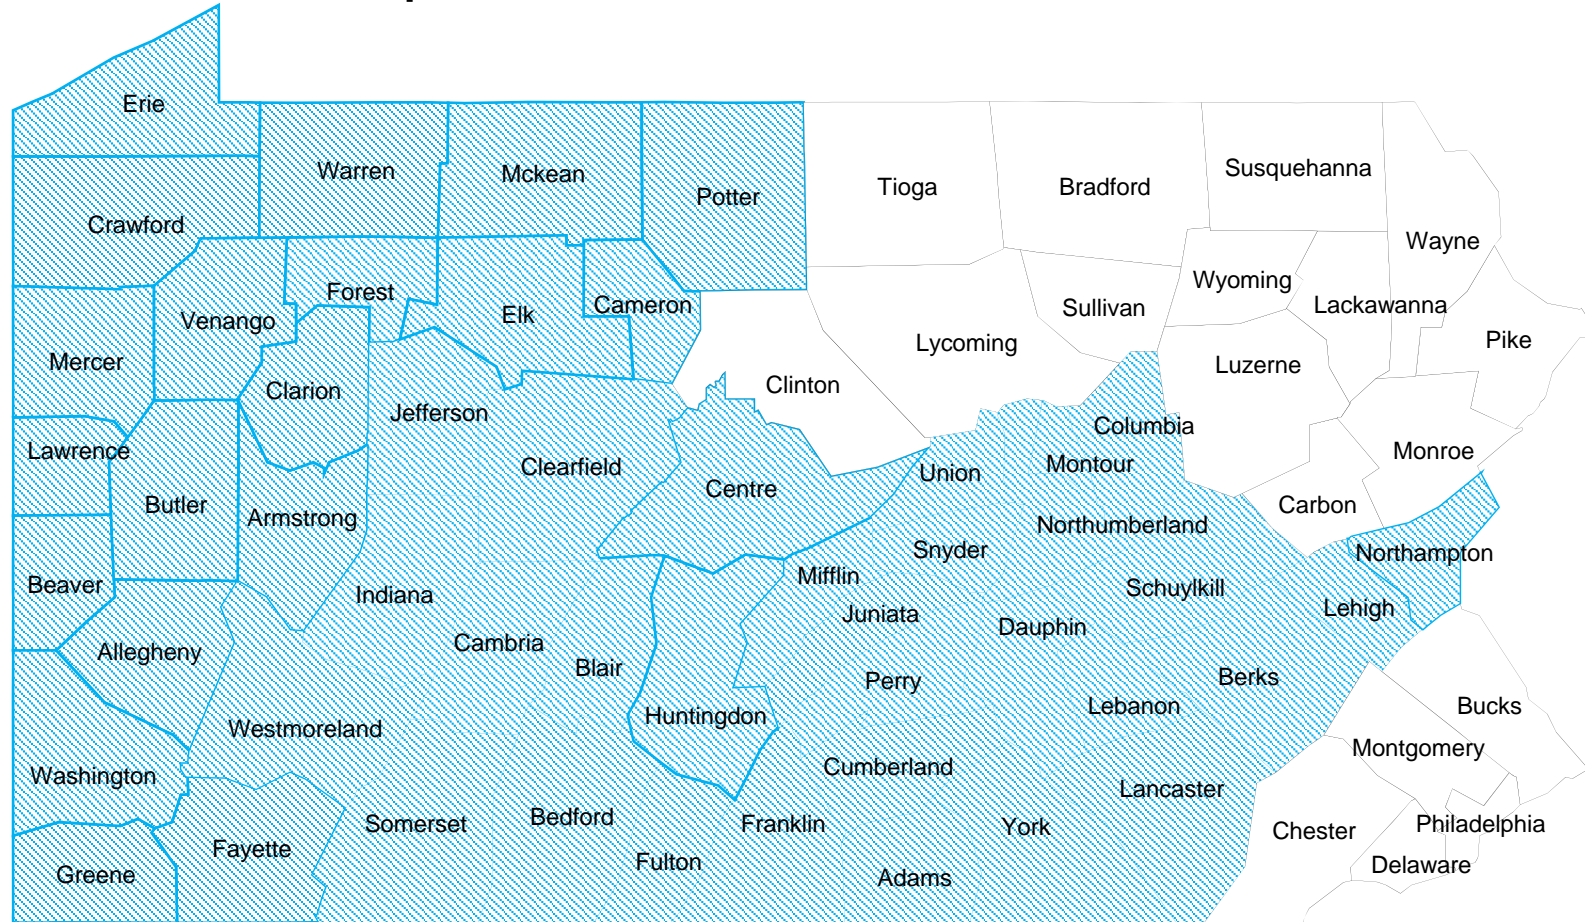 Erie
Warren
Mckean
Potter
Tioga
Bradford
Susquehanna
Crawford
Wayne
Forest
Venango
Elk
Cameron
Sullivan
Wyoming
Lackawanna
Mercer
Lycoming
Pike
Clarion
Clinton
Luzerne
Jefferson
Columbia
Lawrence
Clearfield
Centre
Union
Montour
Monroe
Butler
Armstrong
Carbon
Northumberland
Snyder
Northampton
Beaver
Indiana
Mifflin
Juniata
Schuylkill
Lehigh
Allegheny
Cambria
Blair
Dauphin
Perry
Berks
Westmoreland
Huntingdon
Lebanon
Bucks
Washington
Cumberland
Lancaster
Montgomery
Somerset
Bedford
Franklin
York
Chester
Philadelphia
Greene
Fayette
Fulton
Adams
Delaware